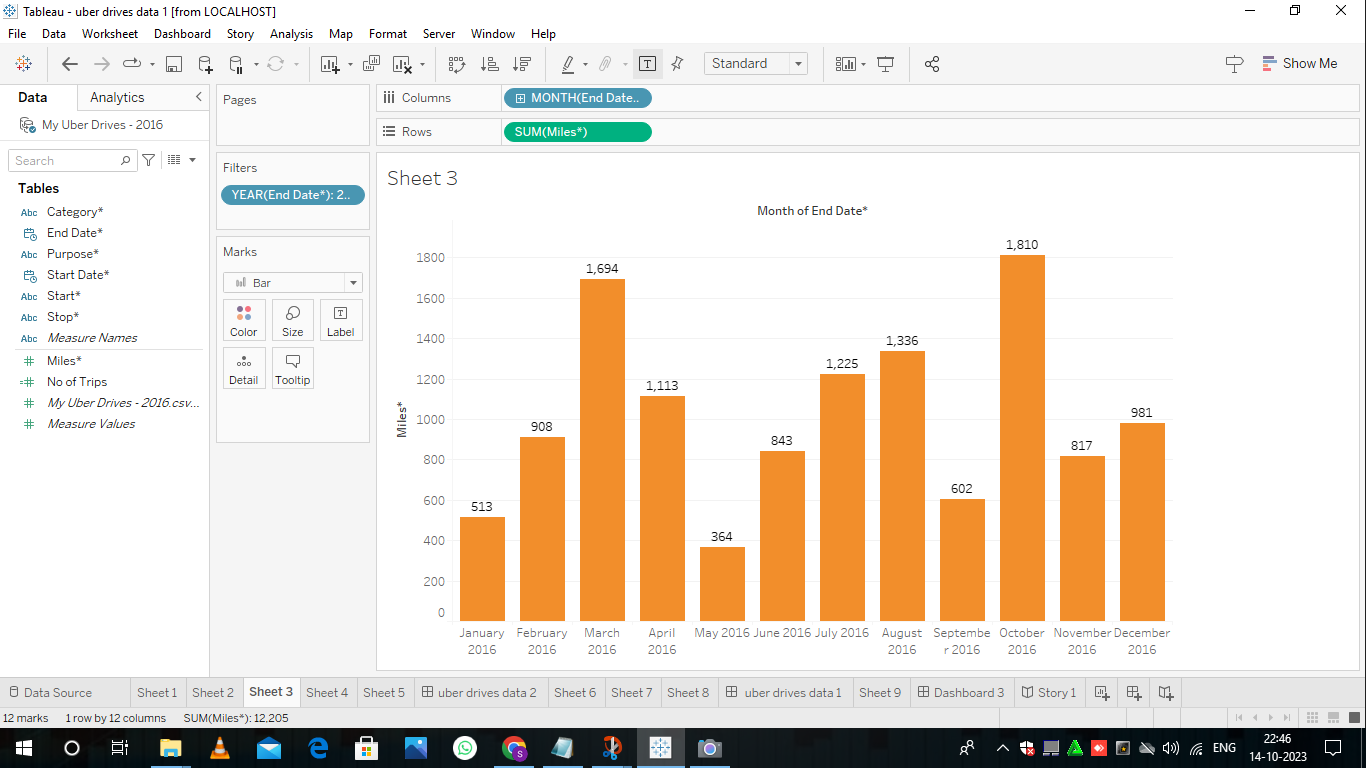 Tableau - uber drives data 1 [from LOCALHOST]
File Data Worksheet Dashboard Story Analysis Map Format Server Window Help
Standard
Show Me
Data Analytics
My Uber Drives - 2016
Search
Tables
Abc Category*
End Date*
Abc Purpose*
Start Date*
Abc Start*
Abc Stop*
Abc Measure Names
Miles*
No of Trips
My Uber Drives - 2016.csv...
Measure Values
Pages
Filters
YEAR(End Date*): 2..
Marks
Bar
Color Size Label
Detail Tooltip
Columns MONTH(End Date..
Rows SUM(Miles*)
Sheet 3
Month of End Date*
Miles*
1800
1600
1400
1200
1000
800
600
400
200
0
513
908
1,694
1,113
364
843
1,225
1,336
602
1,810
817
981
January
2016
February
2016
March
2016
April
2016
May 2016
June 2016
July 2016
August
2016
Septembe
r 2016
October
2016
November
2016
December
2016
Data Source Sheet 1 Sheet 2 Sheet 3 Sheet 4 Sheet 5 uber drives data 2 Sheet 6 Sheet 7 Sheet 8 uber drives data 1 Sheet 9 Dashboard 3 Story 1
12 marks 1 row by 12 columns SUM(Miles*): 12,205
S
ENG
22:46
14-10-2023